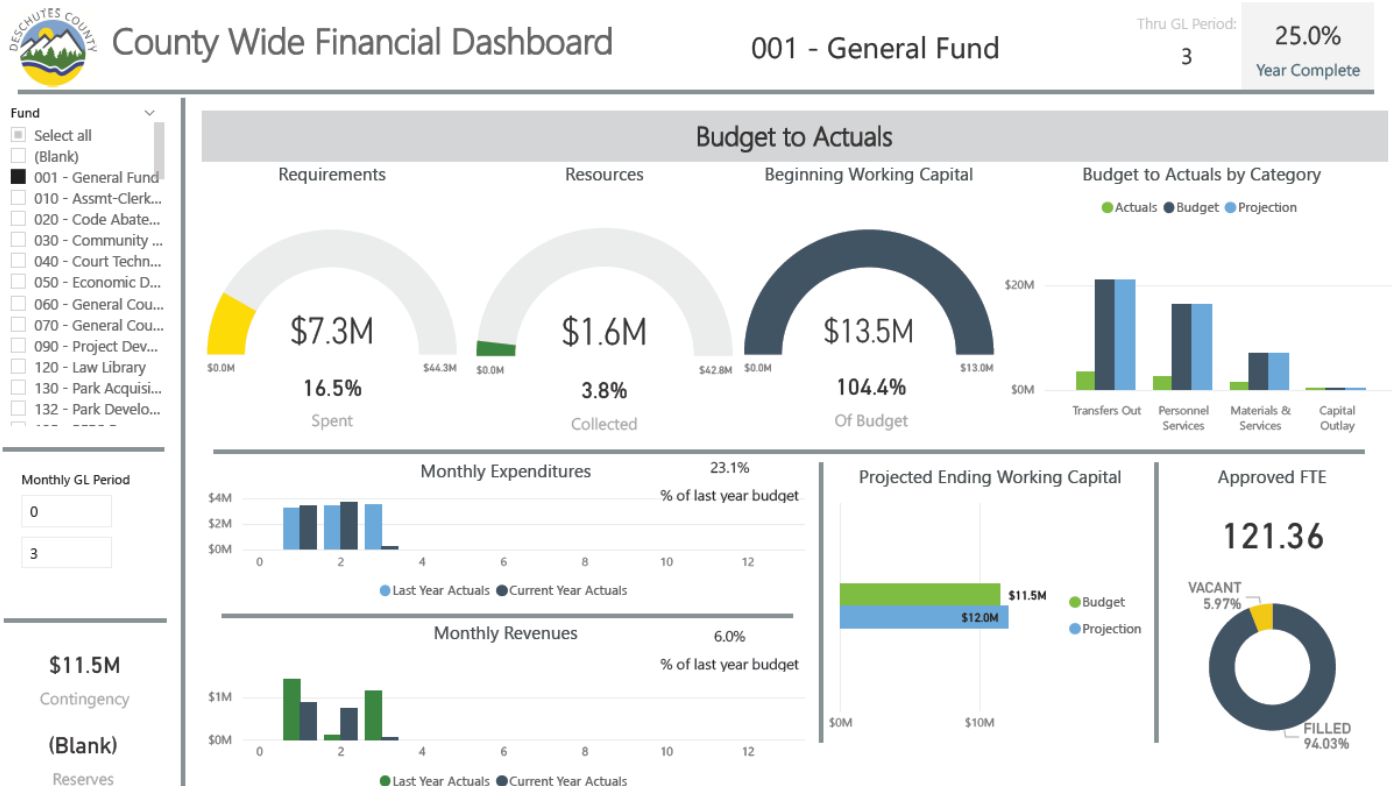 DESCHUTES COUNTY
County Wide Financial Dashboard
001 - General Fund
Thru GL Period:
3
25.0%
Year Complete
Fund
Select all
(Blank)
001 - General Fund
010 - Assmt-Clerk...
020 - Code Abate...
030 - Community ...
040 - Court Techn...
050 - Economic D...
060 - General Cou...
070 - General Cou...
090 - Project Dev...
120 - Law Library
130 - Park Acquisi...
132 - Park Develo...
Monthly GL Period
0
3
$11.5M
Contingency
(Blank)
Reserves
Budget to Actuals
Requirements
$7.3M
$0.0M
$44.3M
16.5%
Spent
Resources
$1.6M
$0.0M
$42.8M
3.8%
Collected
Beginning Working Capital
$13.5M
$0.0M
$13.0M
104.4%
Of Budget
Budget to Actuals by Category
Actuals Budget Projection
$20M
$0M
Transfers Out
Personnel
Services
Materials &
Services
Capital
Outlay
Monthly Expenditures
23.1%
% of last year budget
$4M
$2M
$0M
0 2 4 6 8 10 12
Last Year Actuals Current Year Actuals
Monthly Revenues
6.0%
% of last year budget
$1M
$0M
0 2 4 6 8 10 12
Last Year Actuals Current Year Actuals
Projected Ending Working Capital
$11.5M
$12.0M
Budget
Projection
$0M
$10M
Approved FTE
121.36
VACANT
5.97%
FILLED
94.03%